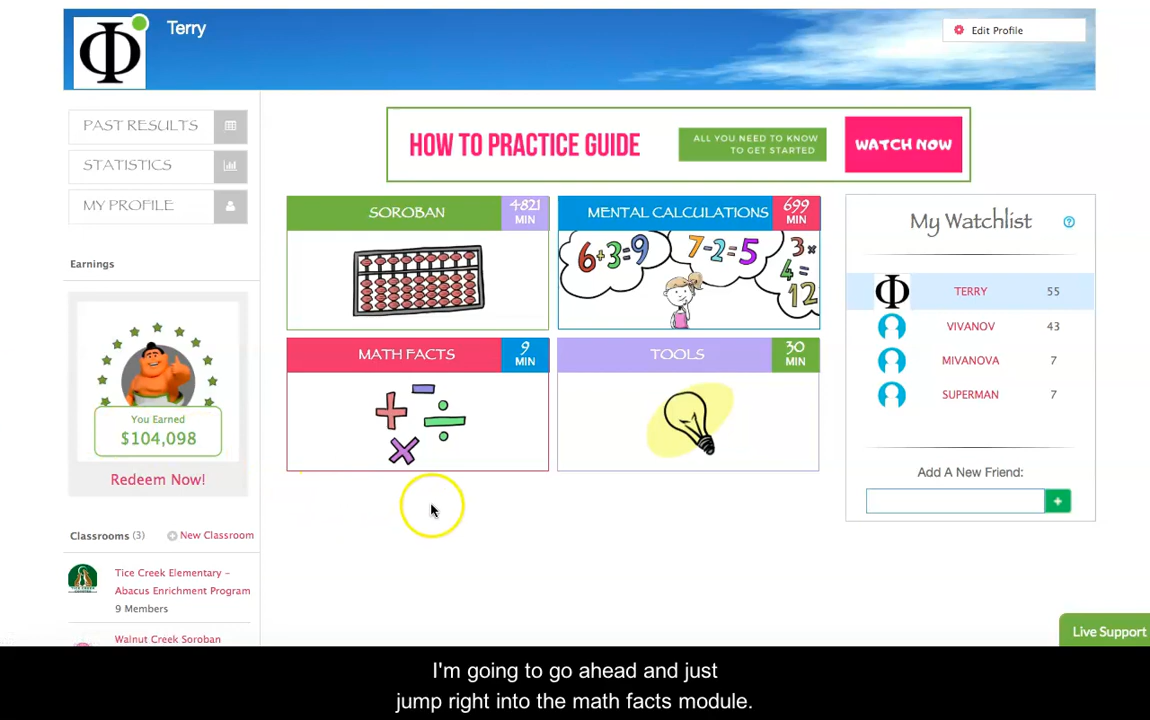 Φ
Terry
Edit Profile
PAST RESULTS
STATISTICS
MY PROFILE
Earnings
You Earned
$104,098
Redeem Now!
Classrooms (3)
New Classroom
Tice Creek Elementary -
Abacus Enrichment Program
9 Members
Walnut Creek Soroban
HOW TO PRACTICE GUIDE
ALL YOU NEED TO KNOW
TO GET STARTED
WATCH NOW
SOROBAN
4821
MIN
MENTAL CALCULATIONS
699
MIN
6+3=9
7-2=5
3×
4=
12
MATH FACTS
9
MIN
+ - ÷ ×
TOOLS
30
MIN
My Watchlist
?
Φ TERRY 55
VIVANOV 43
MIVANOVA 7
SUPERMAN 7
Add A New Friend:
+
Live Support
I'm going to go ahead and just
jump right into the math facts module.